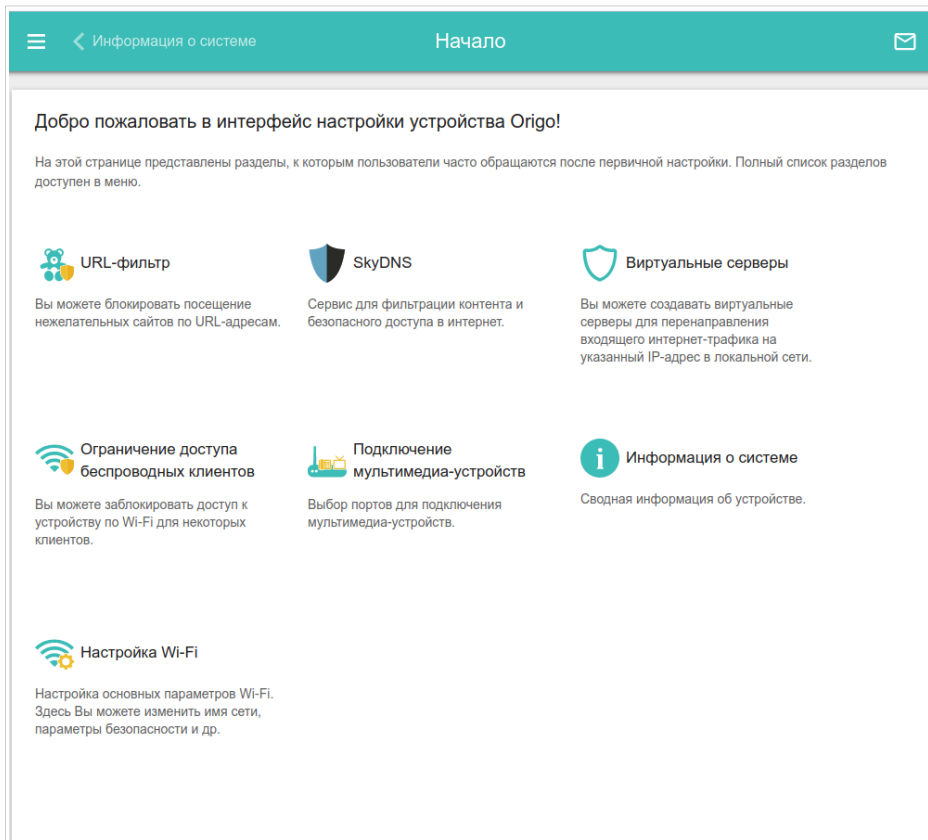 Информация о системе
Начало
Добро пожаловать в интерфейс настройки устройства Origo!
На этой странице представлены разделы, к которым пользователи часто обращаются после первичной настройки. Полный список разделов
доступен в меню.
URL-фильтр
Вы можете блокировать посещение
нежелательных сайтов по URL-адресам.
SkyDNS
Сервис для фильтрации контента и
безопасного доступа в интернет.
Виртуальные серверы
Вы можете создавать виртуальные
серверы для перенаправления
входящего интернет-трафика на
указанный IP-адрес в локальной сети.
Ограничение доступа
беспроводных клиентов
Вы можете заблокировать доступ к
устройству по Wi-Fi для некоторых
клиентов.
Подключение
мультимедиа-устройств
Выбор портов для подключения
мультимедиа-устройств.
Информация о системе
Сводная информация об устройстве.
Настройка Wi-Fi
Настройка основных параметров Wi-Fi.
Здесь Вы можете изменить имя сети,
параметры безопасности и др.